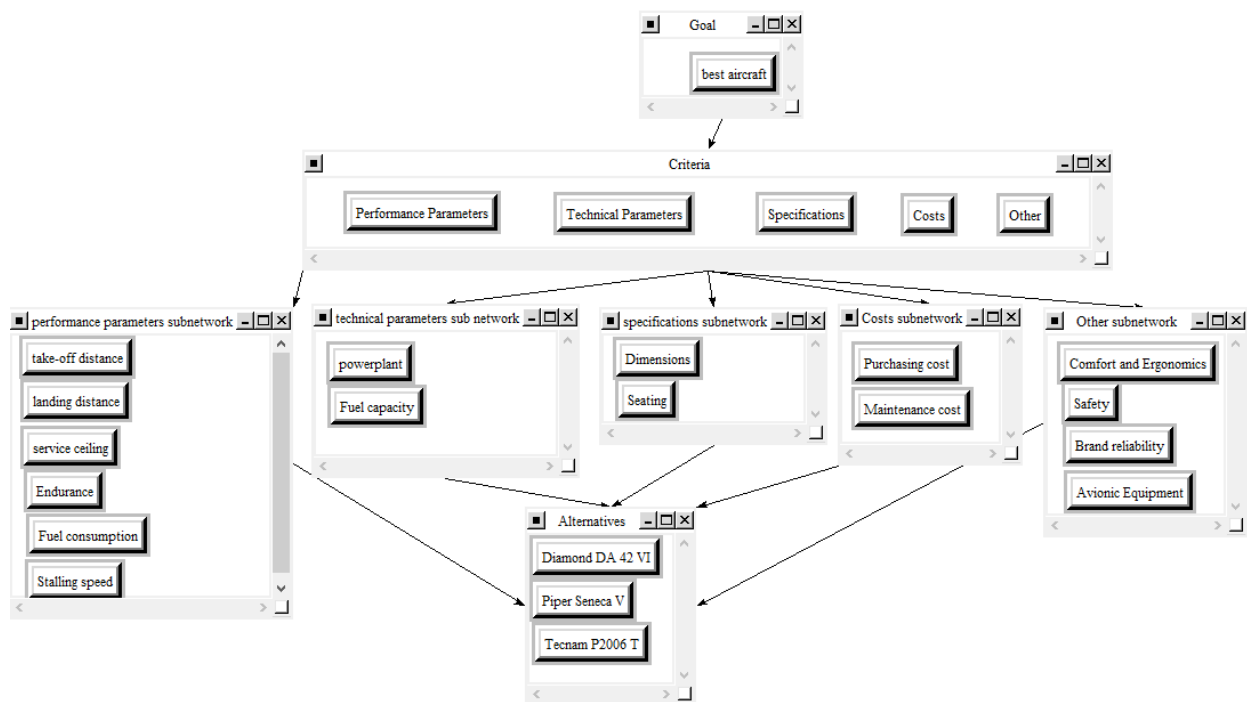 Goal
best aircraft
Criteria
Performance Parameters
Technical Parameters
Specifications
Costs
Other
performance parameters subnetwork
take-off distance
landing distance
service ceiling
Endurance
Fuel consumption
Stalling speed
technical parameters sub network
powerplant
Fuel capacity
specifications subnetwork
Dimensions
Seating
Costs subnetwork
Purchasing cost
Maintenance cost
Other subnetwork
Comfort and Ergonomics
Safety
Brand reliability
Avionic Equipment
Alternatives
Diamond DA 42 VI
Piper Seneca V
Tecnam P2006 T